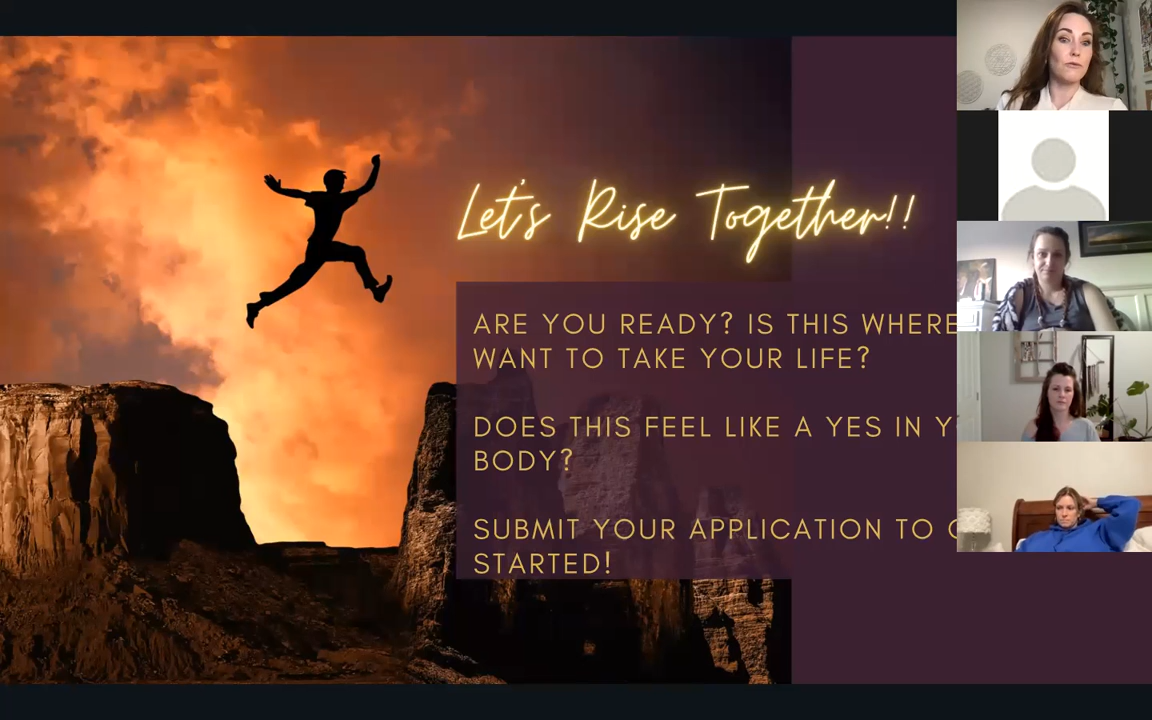 Let's Rise Together!!
ARE YOU READY? IS THIS WHERE
WANT TO TAKE YOUR LIFE?
DOES THIS FEEL LIKE A YES IN
BODY?
SUBMIT YOUR APPLICATION TO
STARTED!